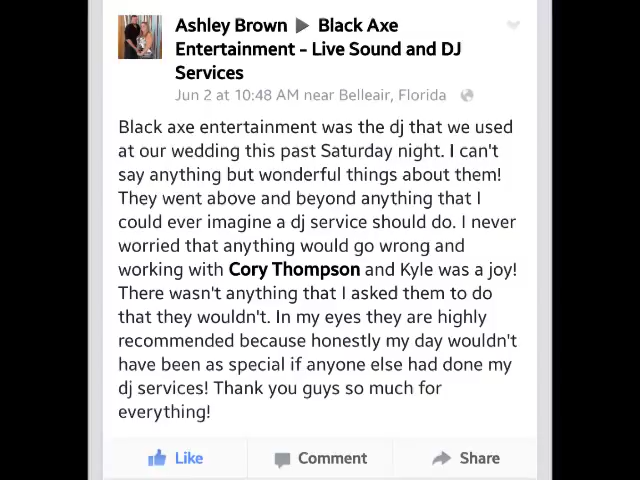 Ashley Brown ▶ Black Axe
Entertainment - Live Sound and DJ
Services
Jun 2 at 10:48 AM near Belleair, Florida
Black axe entertainment was the dj that we used
at our wedding this past Saturday night. I can't
say anything but wonderful things about them!
They went above and beyond anything that I
could ever imagine a dj service should do. I never
worried that anything would go wrong and
working with Cory Thompson and Kyle was a joy!
There wasn't anything that I asked them to do
that they wouldn't. In my eyes they are highly
recommended because honestly my day wouldn't
have been as special if anyone else had done my
dj services! Thank you guys so much for
everything!
Like Comment Share